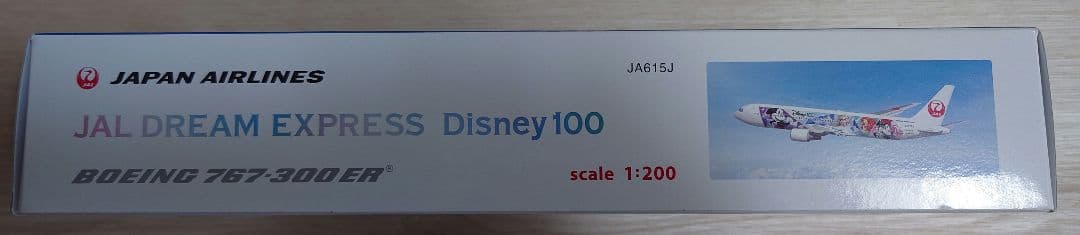 JAPAN AIRLINES
JA615J
JAL DREAM EXPRESS Disney100
BOEING 767-300ER®
scale 1:200